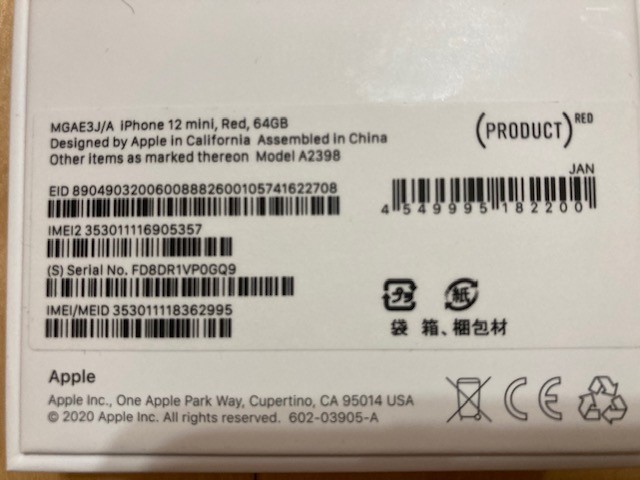 MGAE3J/A iPhone 12 mini, Red, 64GB
Designed by Apple in California Assembled in China
Other items as marked thereon Model A2398
(PRODUCT)RED
EID 89049032006008882600105741622708
JAN
4 549995 182200
IMEI2 353011116905357
(S) Serial No. FD8DR1VP0GQ9
IMEI/MEID 353011118362995
プラ 紙
袋 箱、梱包材
Apple
Apple Inc., One Apple Park Way, Cupertino, CA 95014 USA
© 2020 Apple Inc. All rights reserved. 602-03905-A
CE